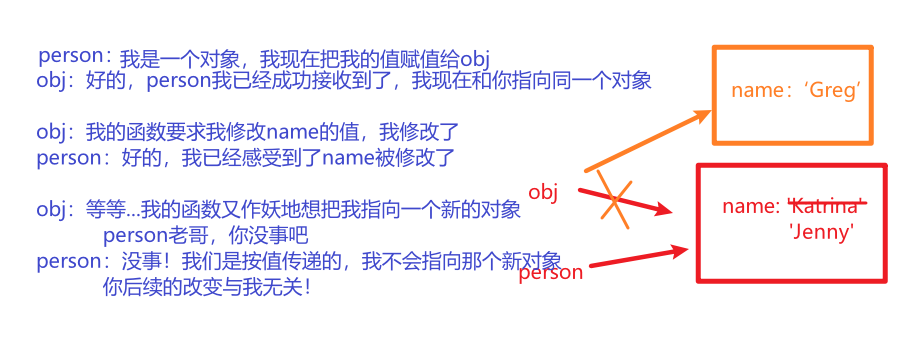 person：我是一个对象，我现在把我的值赋值给obj
obj：好的，person我已经成功接收到了，我现在和你指向同一个对象
obj：我的函数要求我修改name的值，我修改了
person：好的，我已经感受到了name被修改了
obj：等等...我的函数又作妖地想把我指向一个新的对象
person老哥，你没事吧
person：没事！我们是按值传递的，我不会指向那个新对象
你后续的改变与我无关！
name：‘Greg’
obj
name: 'Katrina'
'Jenny'
person